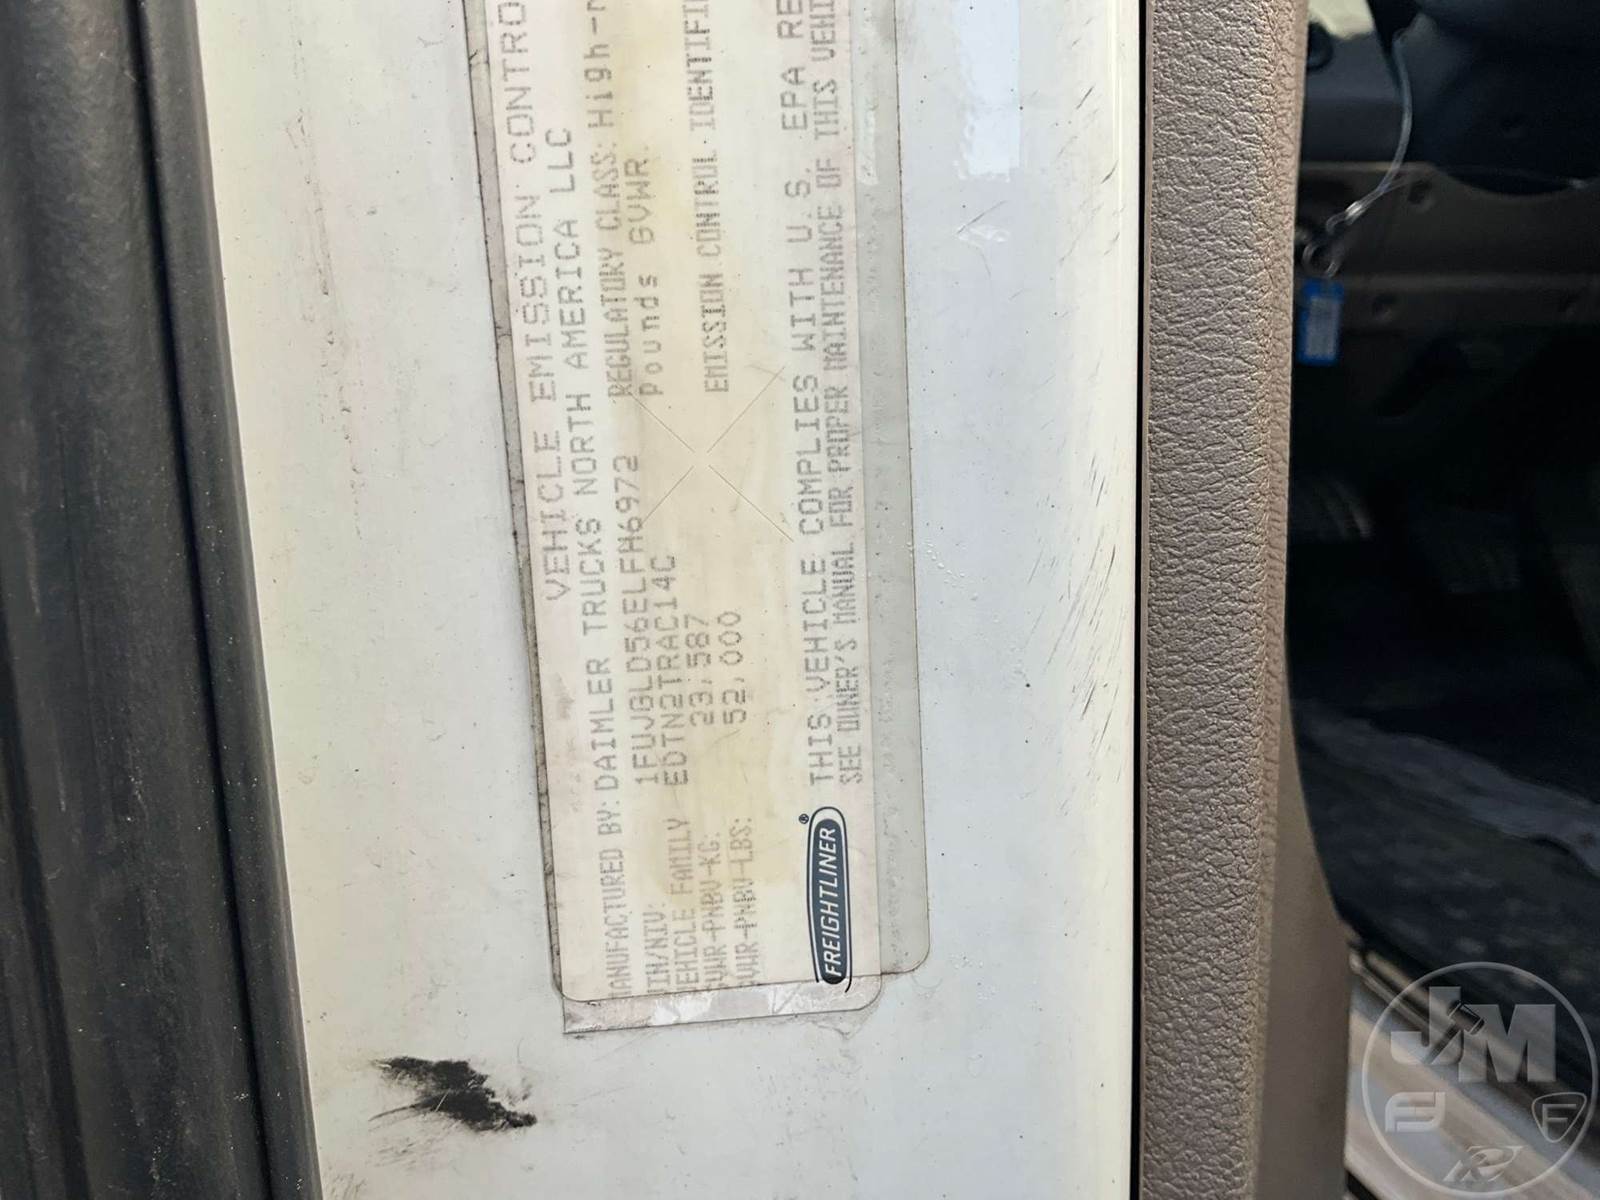 VEHICLE EMISSION CONTRO
MANUFACTURED BY: DAIMLER TRUCKS NORTH AMERICA LLC
VIN/NIV: 1FUJGLD56ELFH6972 REGULATORY CLASS: High-
VEHICLE FAMILY EDTN2TRAC14C Pounds GVWR.
GVWR-PNBV-KG: 23,587
GVWR-PNBV-LBS: 52,000 EMISSION CONTROL IDENTIFI
THIS VEHICLE COMPLIES WITH U.S. EPA RE
SEE OWNER'S MANUAL FOR PROPER MAINTENANCE OF THIS VEHI
FREIGHTLINER®
JM
F